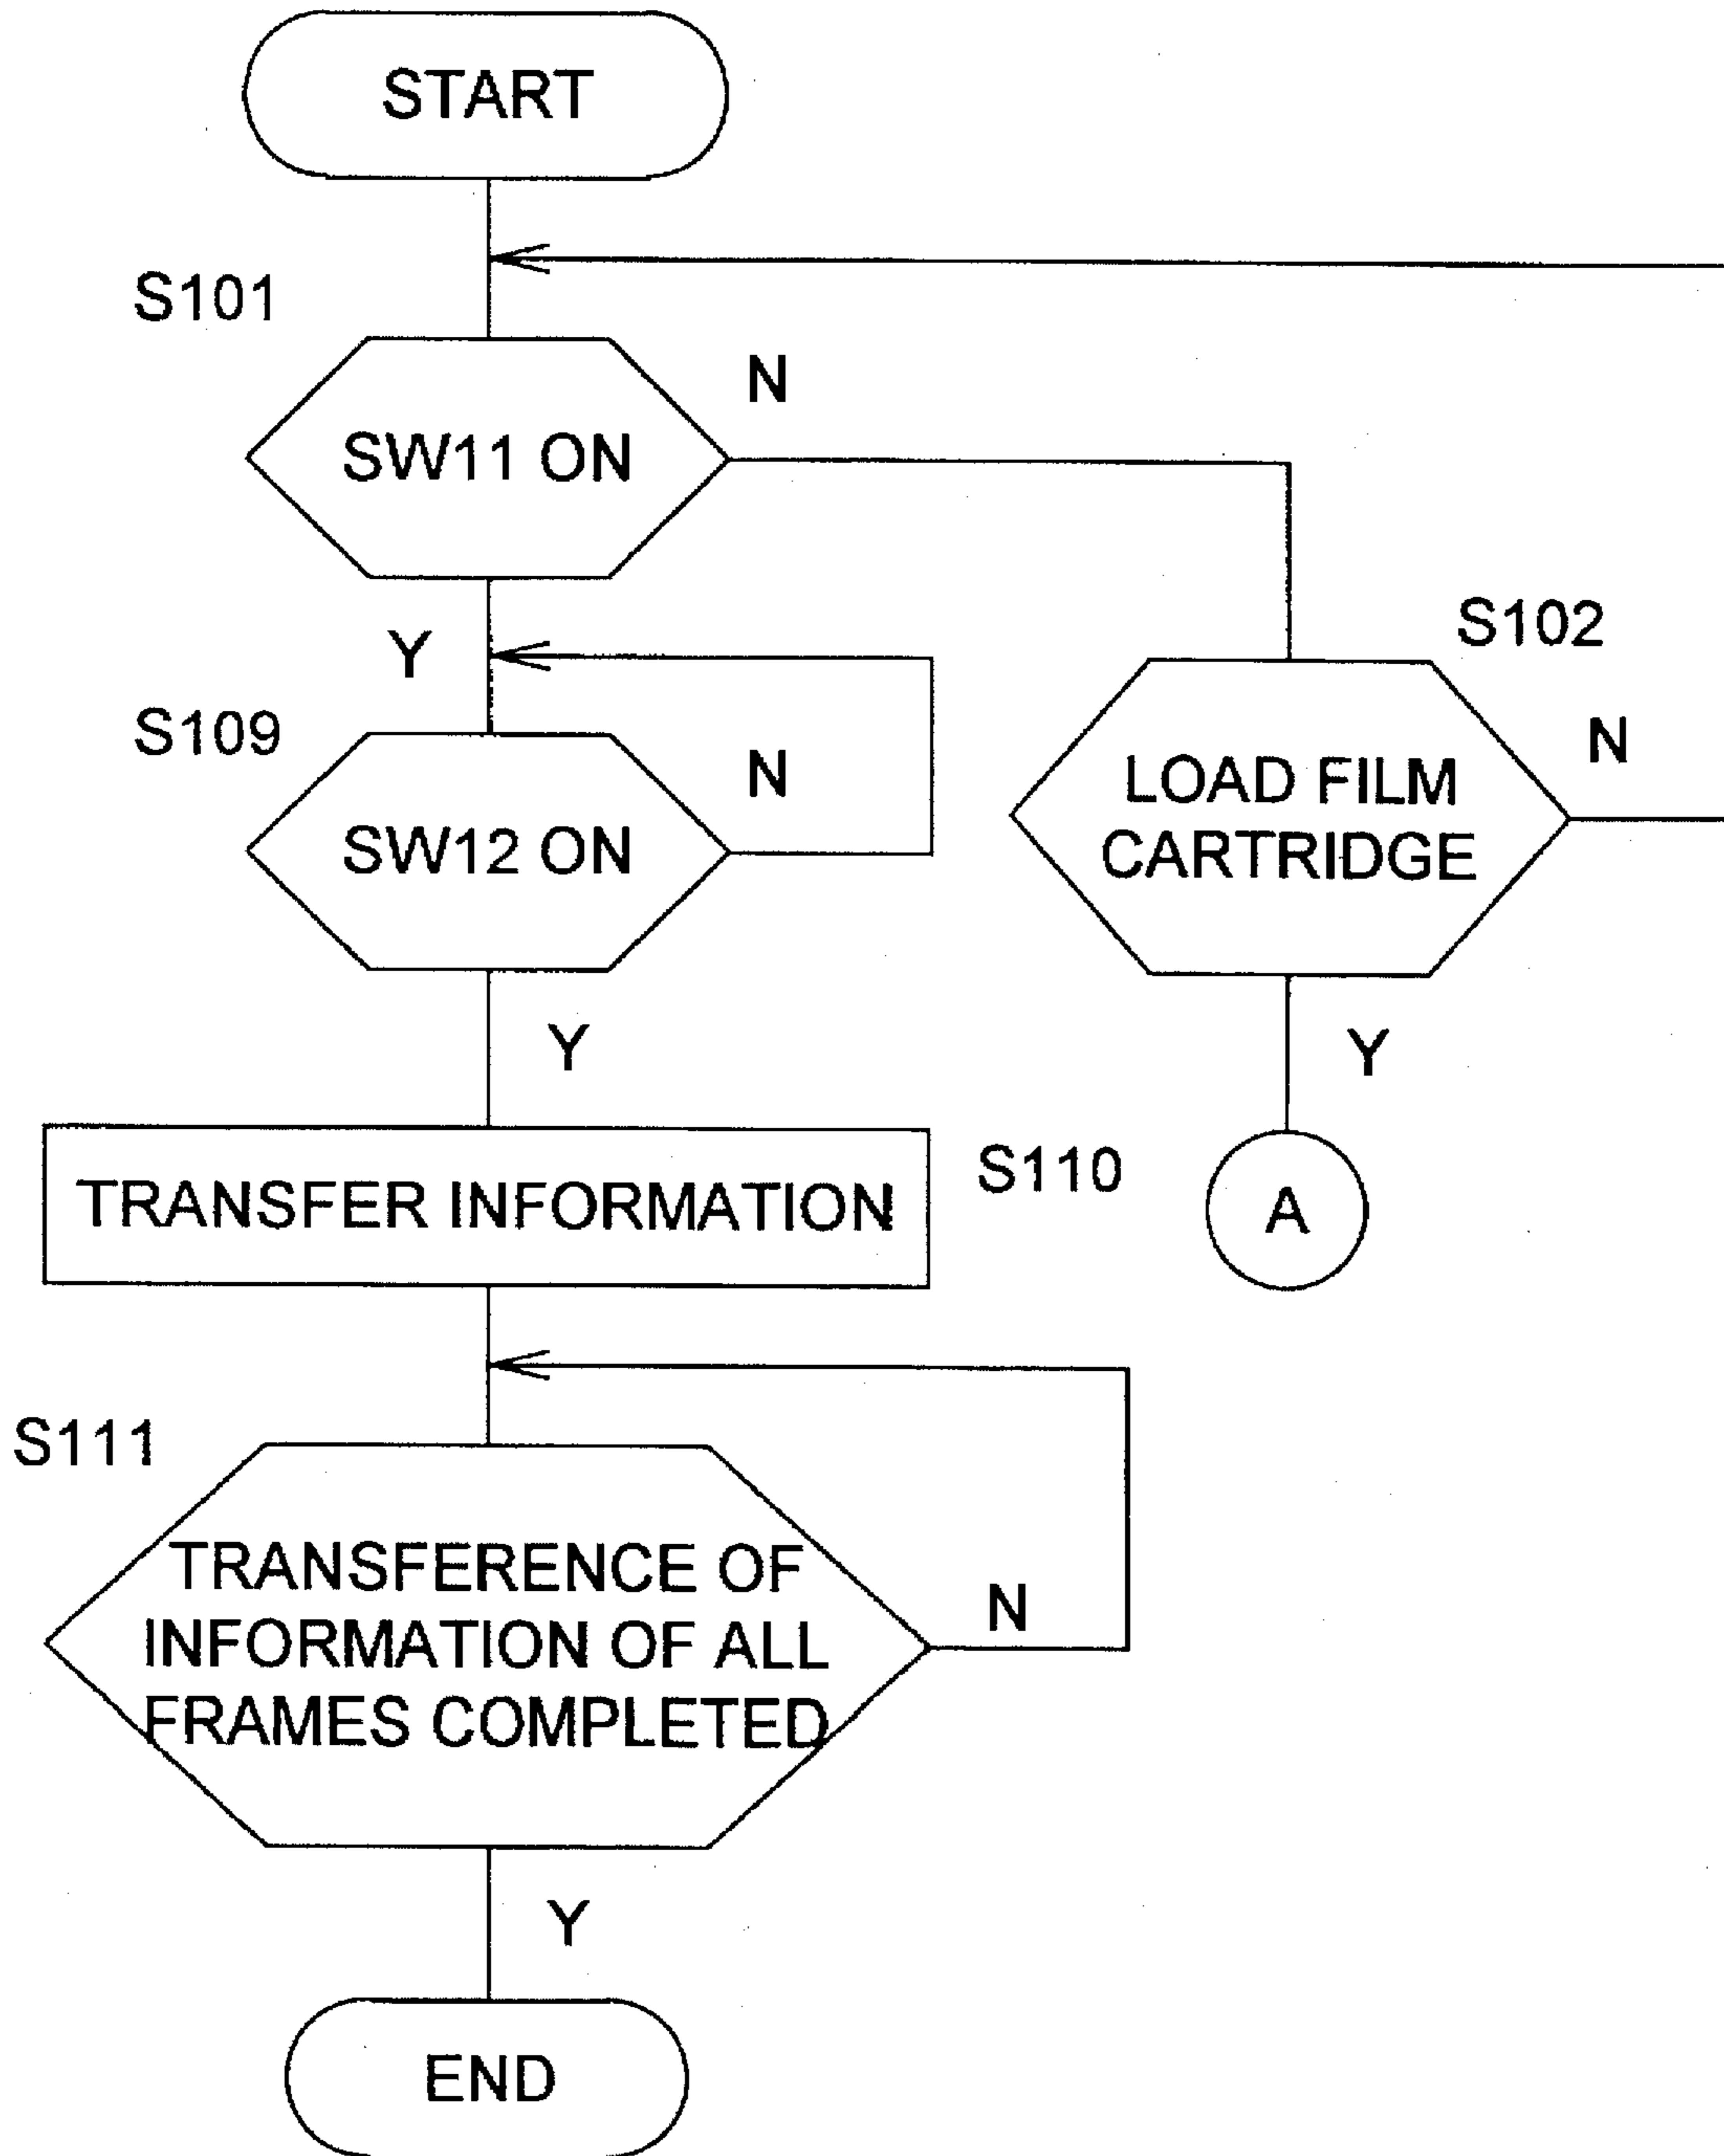 START
S101
SW11 ON
N
Y
S102
S109
SW12 ON
N
LOAD FILM
CARTRIDGE
N
Y
Y
TRANSFER INFORMATION
S110
A
S111
TRANSFERENCE OF
INFORMATION OF ALL
FRAMES COMPLETED
N
Y
END